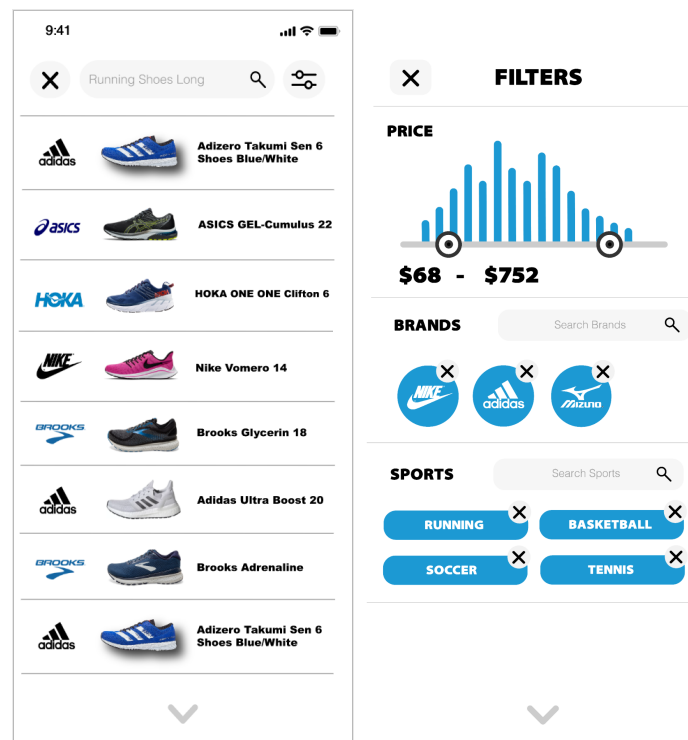 9:41
Running Shoes Long
adidas
Adizero Takumi Sen 6
Shoes Blue/White
asics
ASICS GEL-Cumulus 22
HOKA
HOKA ONE ONE Clifton 6
NIKE
Nike Vomero 14
BROOKS
Brooks Glycerin 18
adidas
Adidas Ultra Boost 20
BROOKS
Brooks Adrenaline
adidas
Adizero Takumi Sen 6
Shoes Blue/White
FILTERS
PRICE
$68 - $752
BRANDS
Search Brands
NIKE
adidas
MIZUNO
SPORTS
Search Sports
RUNNING
BASKETBALL
SOCCER
TENNIS